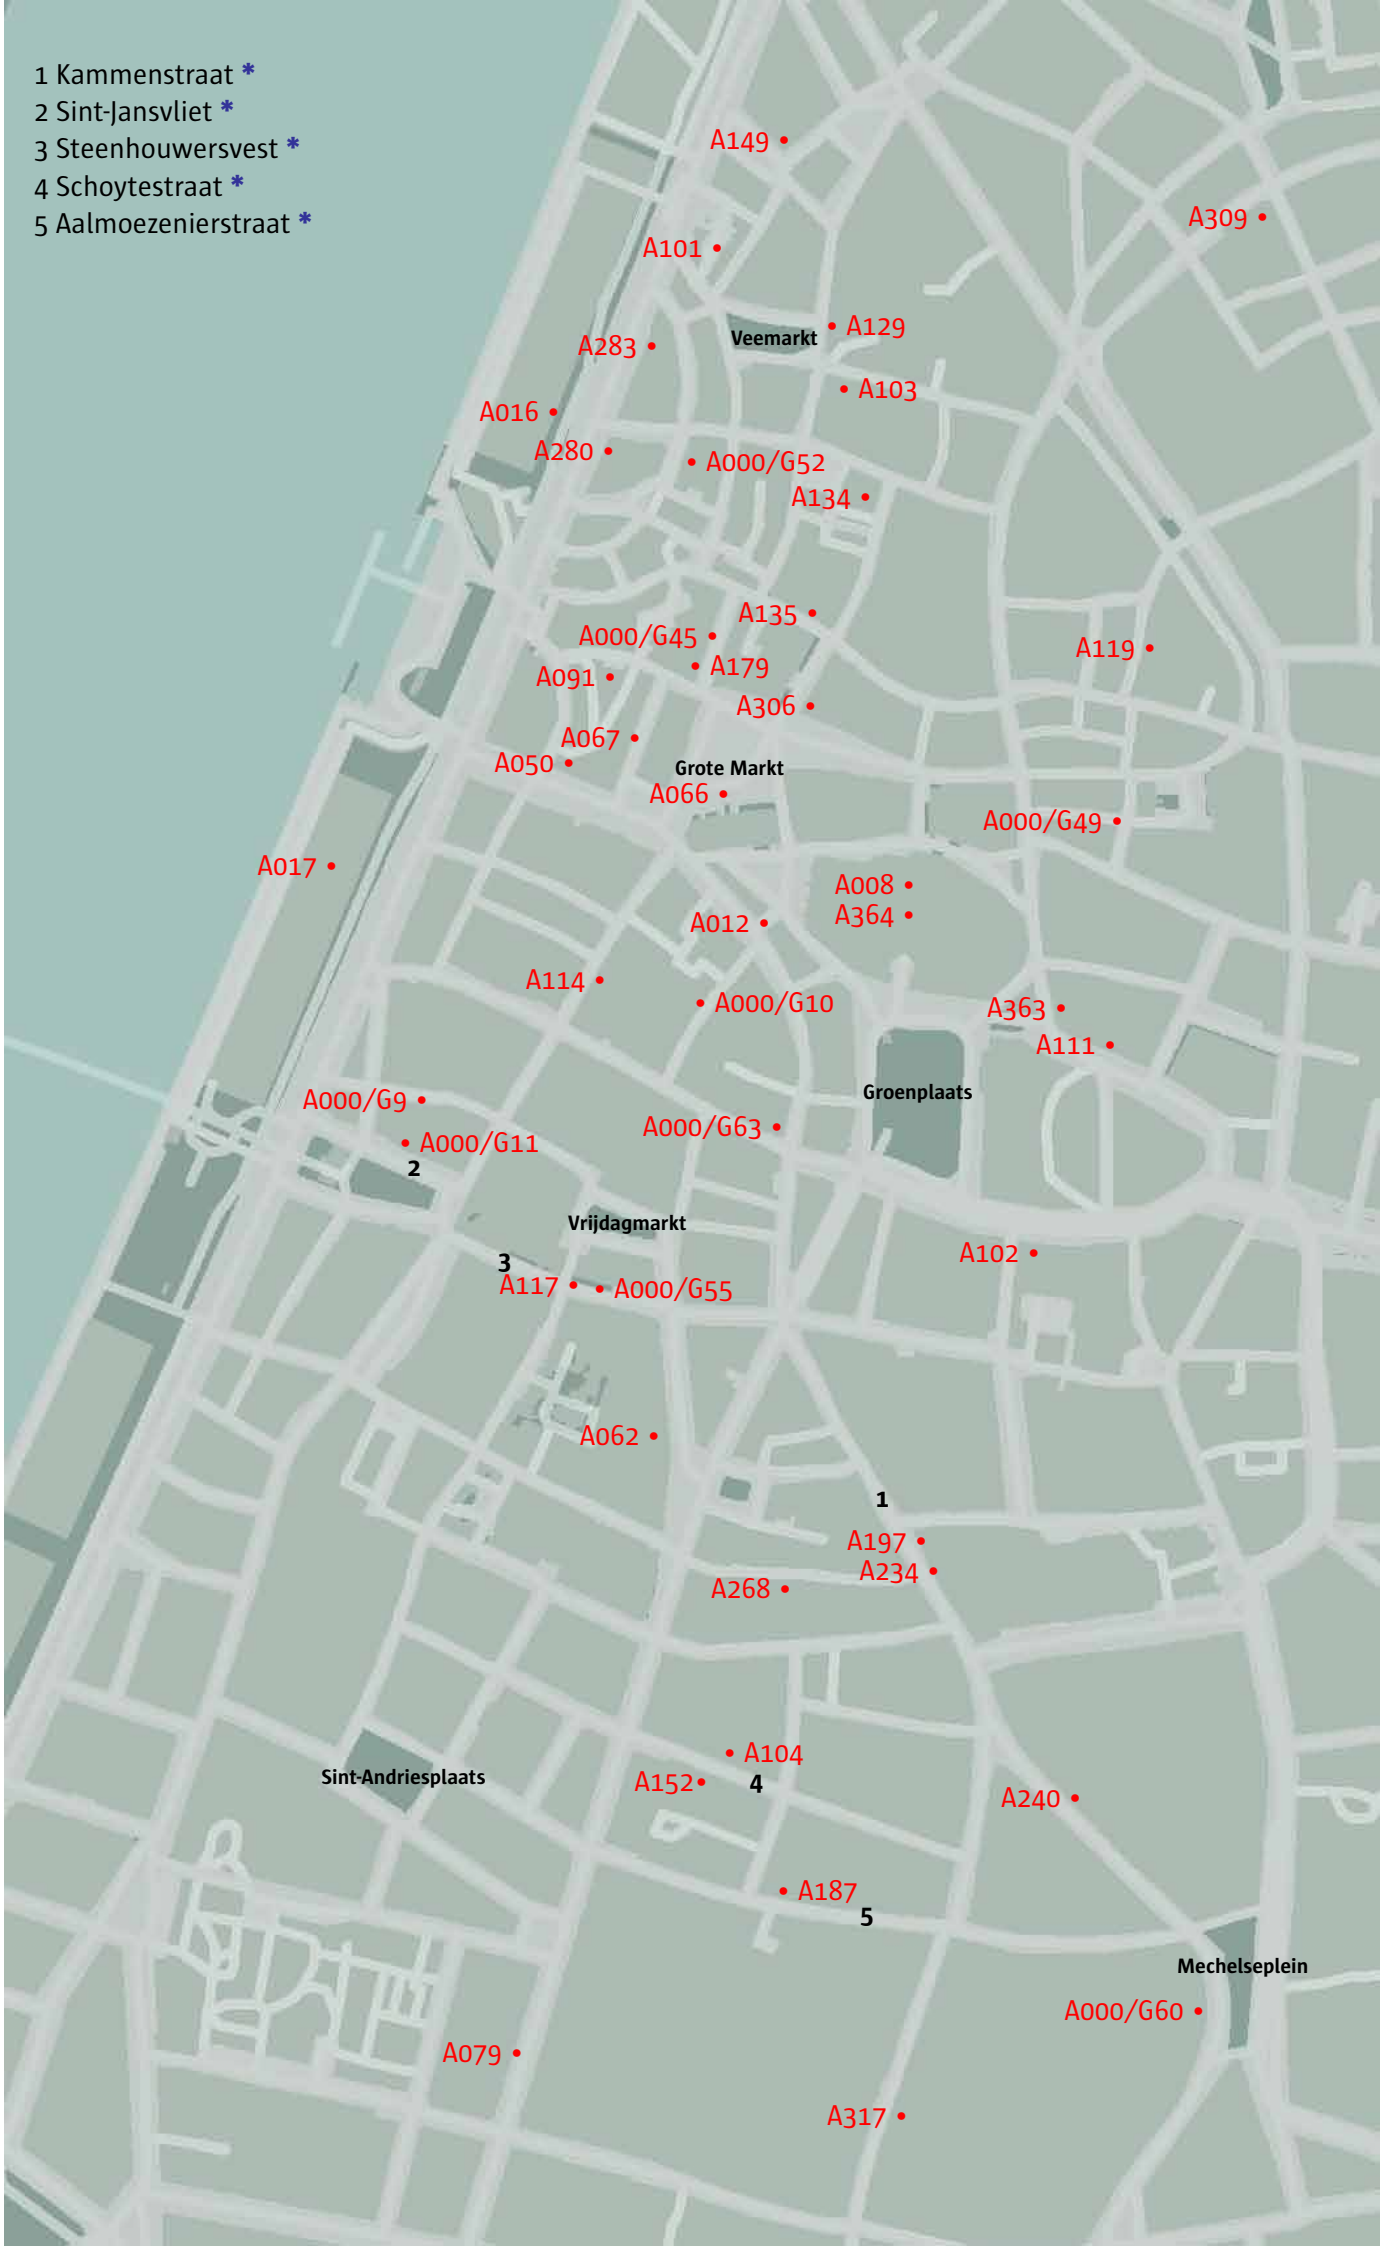 1 Kammenstraat *
2 Sint-Jansvliet *
3 Steenhouwersvest *
4 Schoytestraat *
5 Aalmoezenierstraat *
A149
A309
A101
A129
Veemarkt
A283
A103
A016
A280
A000/G52
A134
A135
A000/G45
A119
A179
A091
A306
A067
A050
Grote Markt
A066
A000/G49
A017
A008
A364
A012
A114
A000/G10
A363
A111
Groenplaats
A000/G9
A000/G63
A000/G11
2
Vrijdagmarkt
A102
3
A117
A000/G55
A062
1
A197
A234
A268
A104
Sint-Andriesplaats
A152
4
A240
A187
5
Mechelseplein
A000/G60
A079
A317